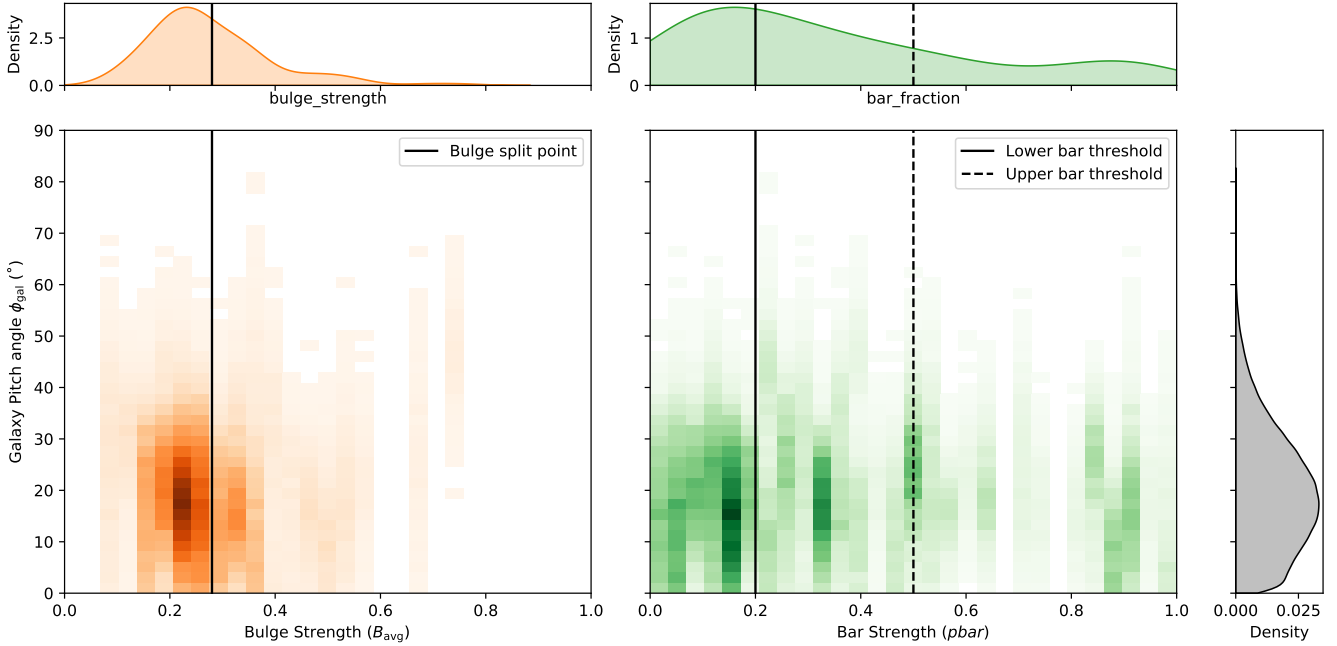 Density
2.5
0.0
bulge_strength
Density
1
0
bar_fraction
Galaxy Pitch angle ϕgal (°)
90
80
70
60
50
40
30
20
10
0
Bulge split point
0.0
0.2
0.4
0.6
0.8
1.0
Bulge Strength (Bavg)
Lower bar threshold
Upper bar threshold
0.0
0.2
0.4
0.6
0.8
1.0
Bar Strength (pbar)
0.000
0.025
Density